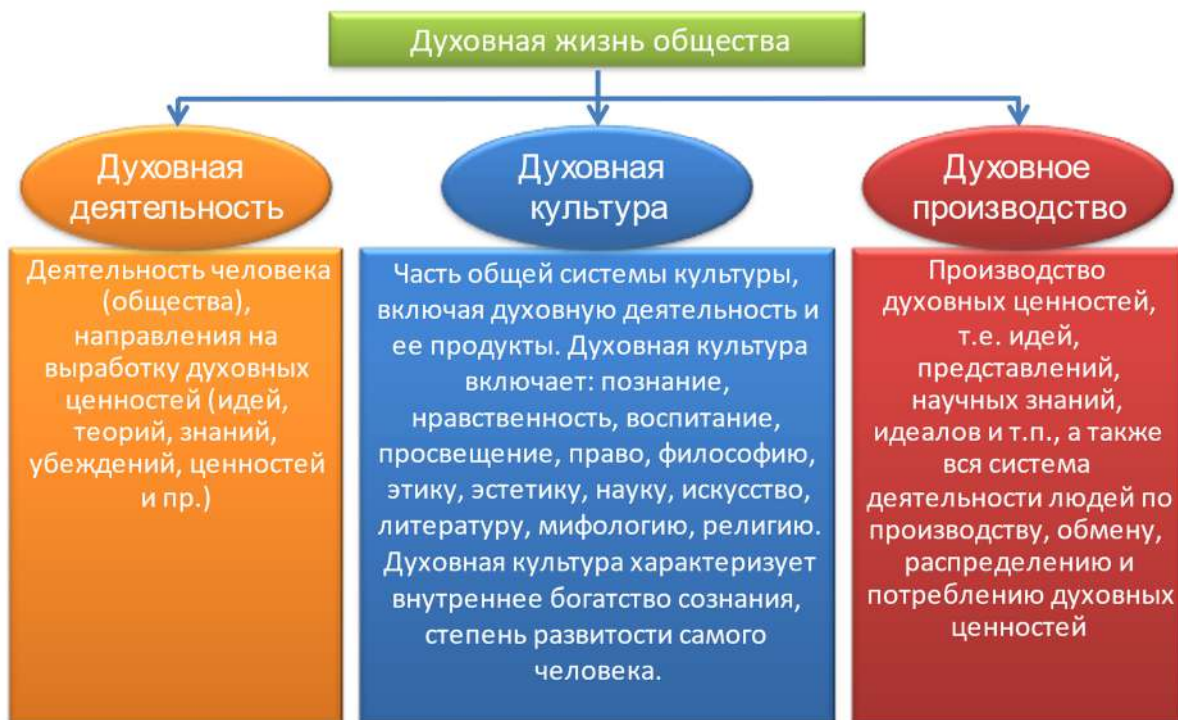 Духовная жизнь общества
Духовная
деятельность
Деятельность человека
(общества),
направления на
выработку духовных
ценностей (идей,
теорий, знаний,
убеждений, ценностей
и пр.)
Духовная
культура
Часть общей системы культуры,
включая духовную деятельность и
ее продукты. Духовная культура
включает: познание,
нравственность, воспитание,
просвещение, право, философию,
этику, эстетику, науку, искусство,
литературу, мифологию, религию.
Духовная культура характеризует
внутреннее богатство сознания,
степень развитости самого
человека.
Духовное
производство
Производство
духовных ценностей,
т.е. идей,
представлений,
научных знаний,
идеалов и т.п., а также
вся система
деятельности людей по
производству, обмену,
распределению и
потреблению духовных
ценностей